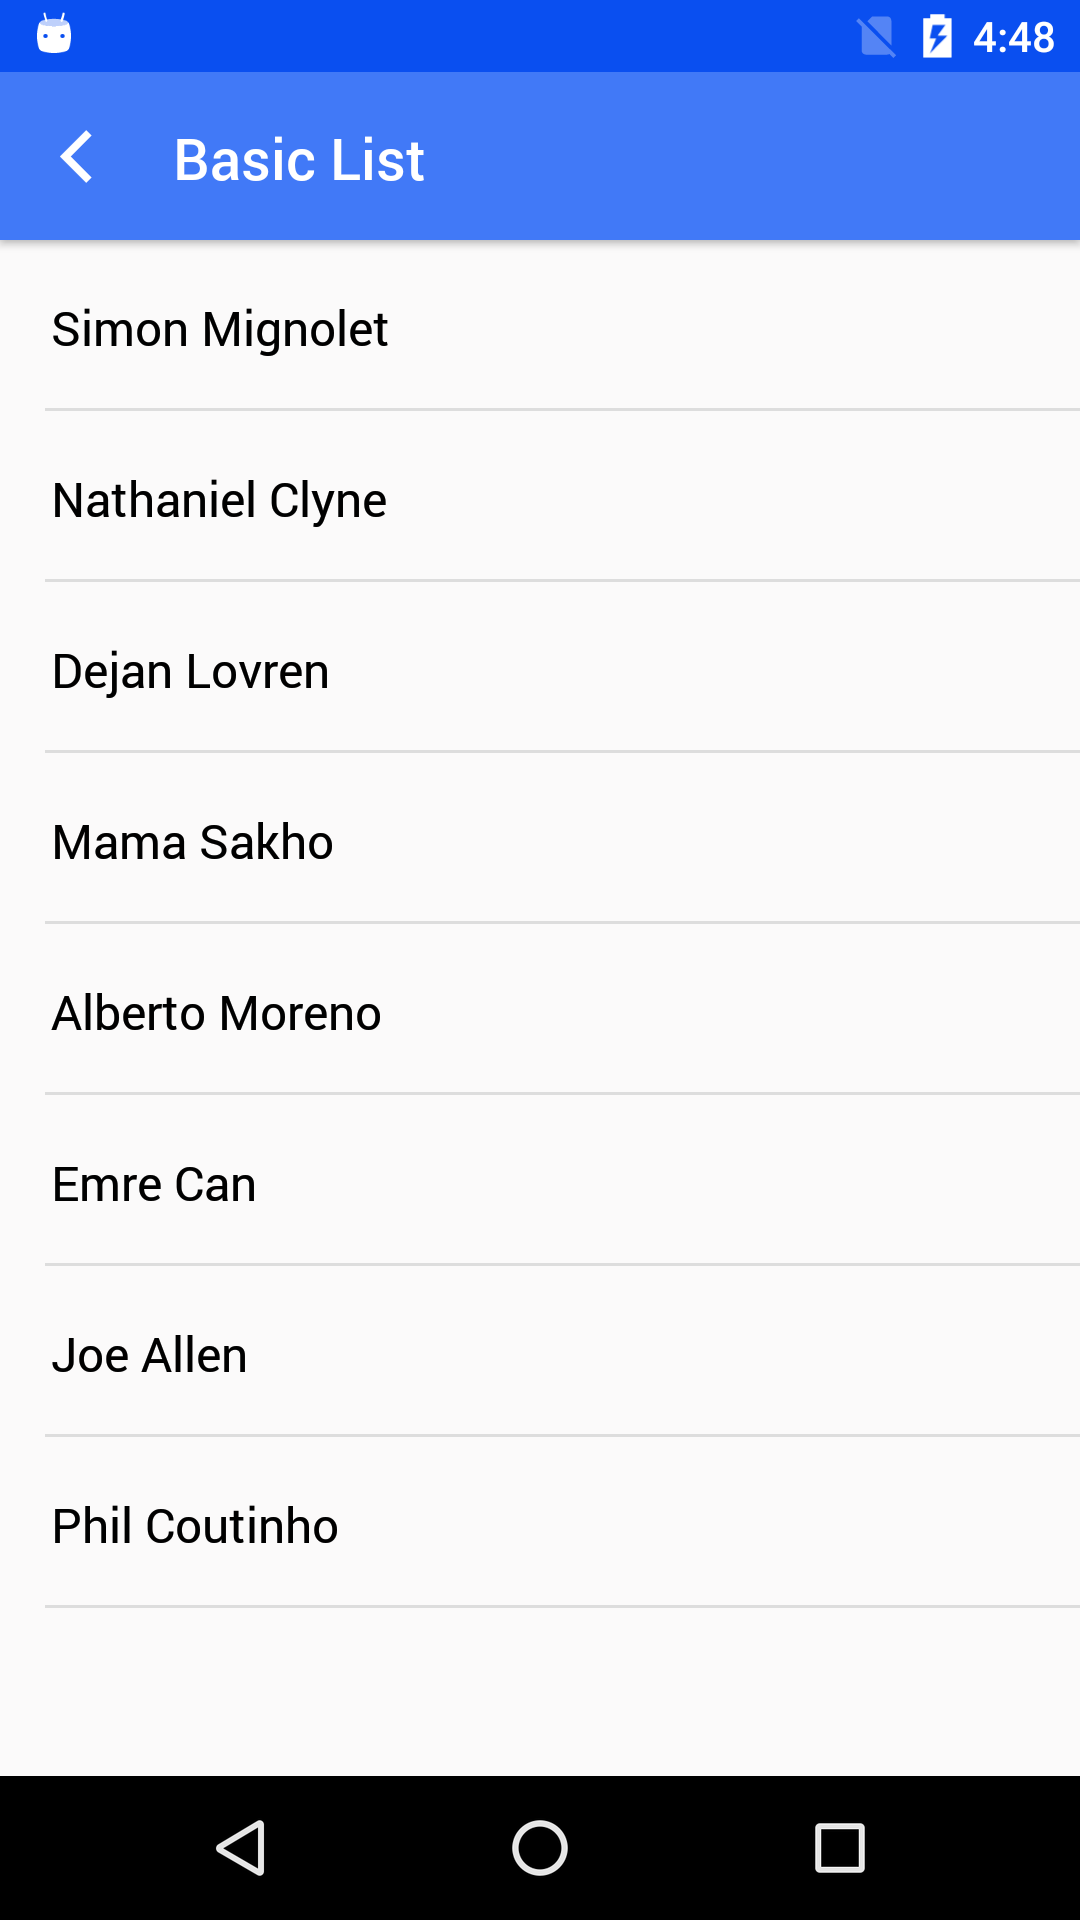 4:48
Basic List
Simon Mignolet
Nathaniel Clyne
Dejan Lovren
Mama Sakho
Alberto Moreno
Emre Can
Joe Allen
Phil Coutinho